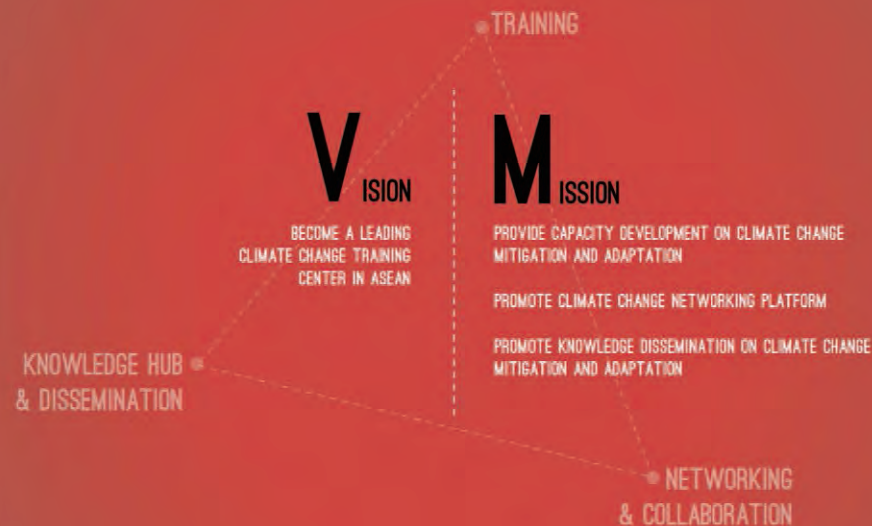 TRAINING
VISION
BECOME A LEADING
CLIMATE CHANGE TRAINING
CENTER IN ASEAN
MISSION
PROVIDE CAPACITY DEVELOPMENT ON CLIMATE CHANGE
MITIGATION AND ADAPTATION
PROMOTE CLIMATE CHANGE NETWORKING PLATFORM
PROMOTE KNOWLEDGE DISSEMINATION ON CLIMATE CHANGE
MITIGATION AND ADAPTATION
KNOWLEDGE HUB
& DISSEMINATION
NETWORKING
& COLLABORATION